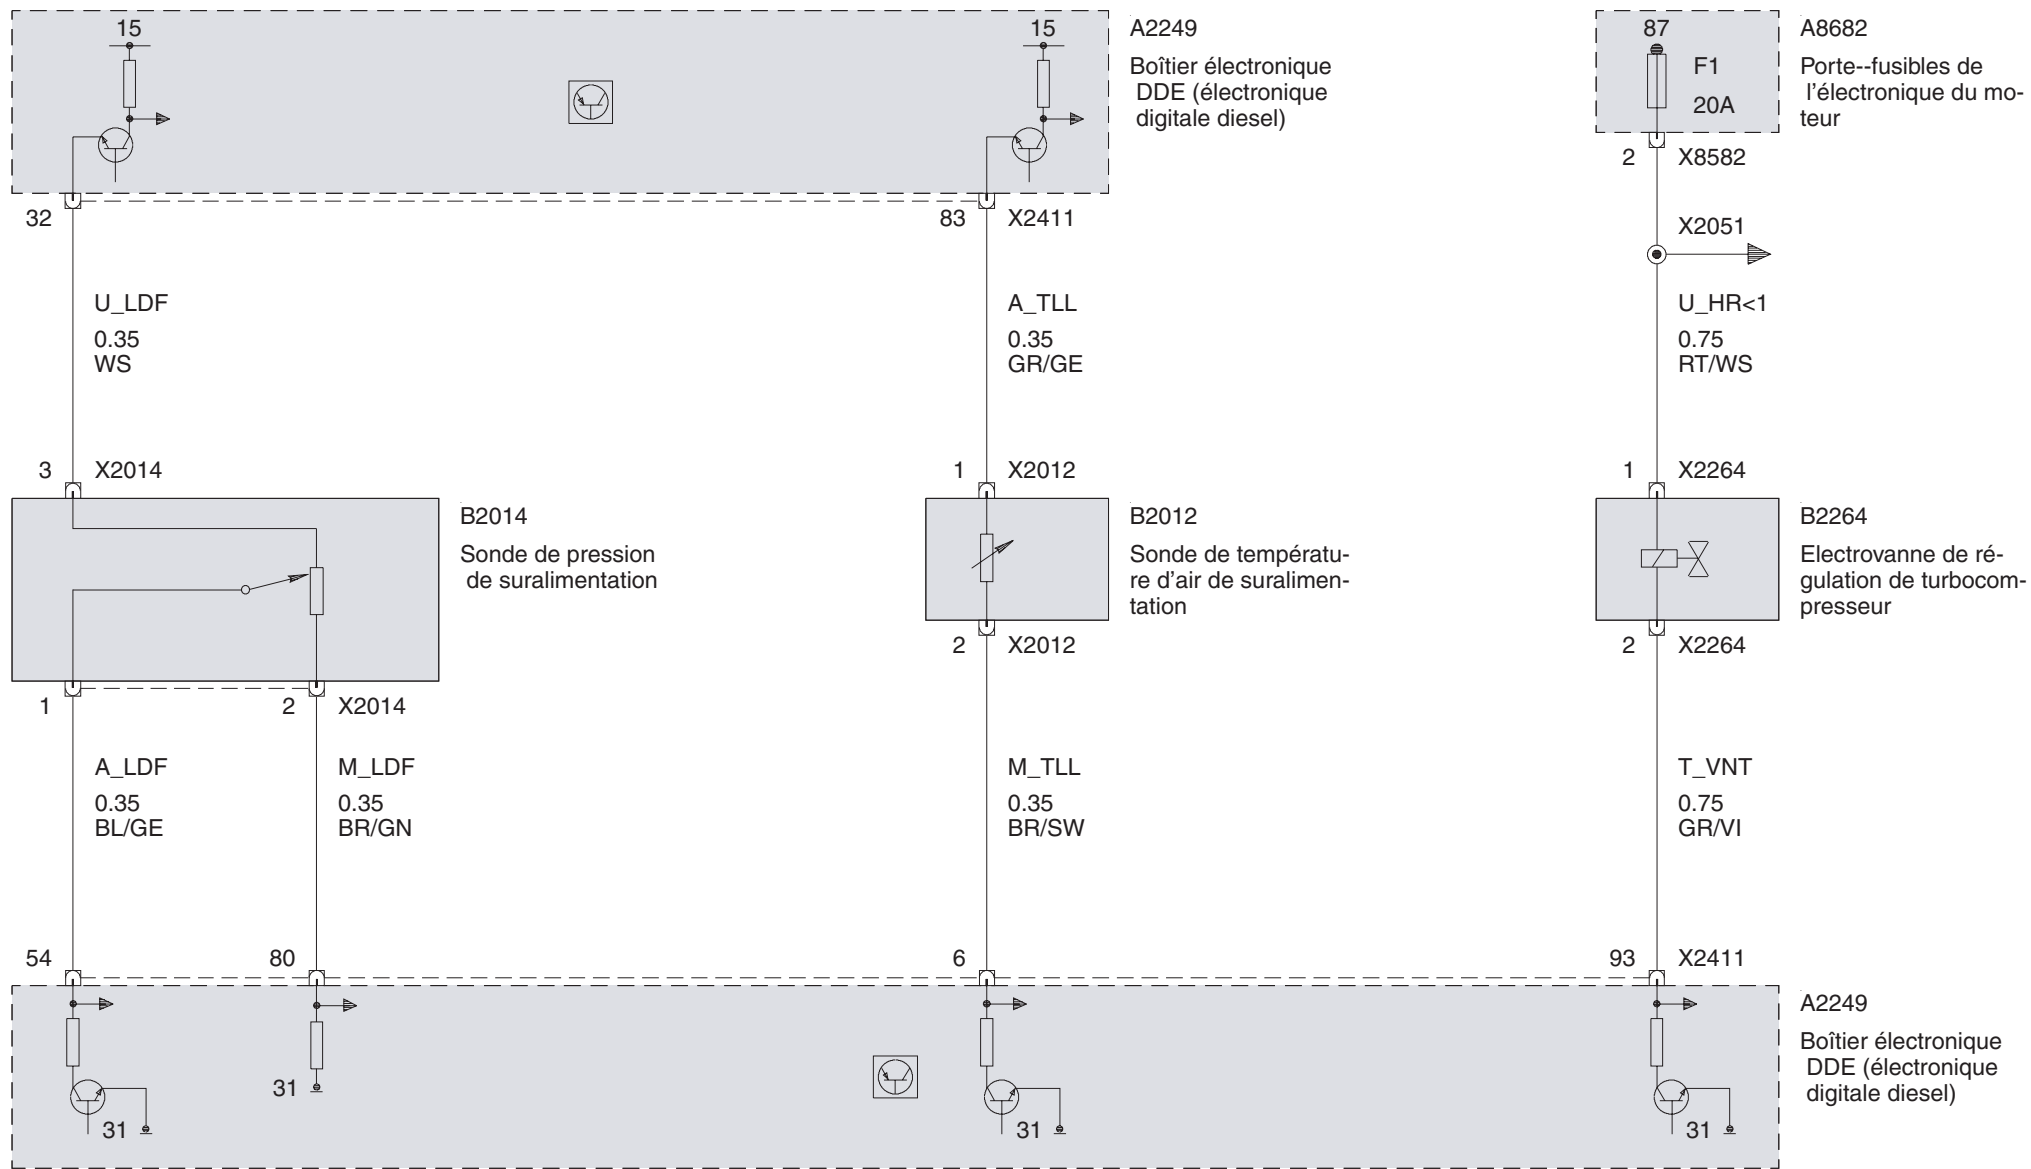 15
15
A2249
Boîtier électronique
DDE (électronique
digitale diesel)
87
F1
20A
A8682
Porte--fusibles de
l'électronique du mo-
teur
2
X8582
32
83
X2411
X2051
U_LDF
0.35
WS
A_TLL
0.35
GR/GE
U_HR<1
0.75
RT/WS
3
X2014
1
X2012
1
X2264
B2014
Sonde de pression
de suralimentation
B2012
Sonde de températu-
re d'air de suralimen-
tation
B2264
Electrovanne de ré-
gulation de turbocom-
presseur
2
X2012
2
X2264
1
2
X2014
A_LDF
0.35
BL/GE
M_LDF
0.35
BR/GN
M_TLL
0.35
BR/SW
T_VNT
0.75
GR/VI
54
80
6
93
X2411
A2249
Boîtier électronique
DDE (électronique
digitale diesel)
31
31
31
31